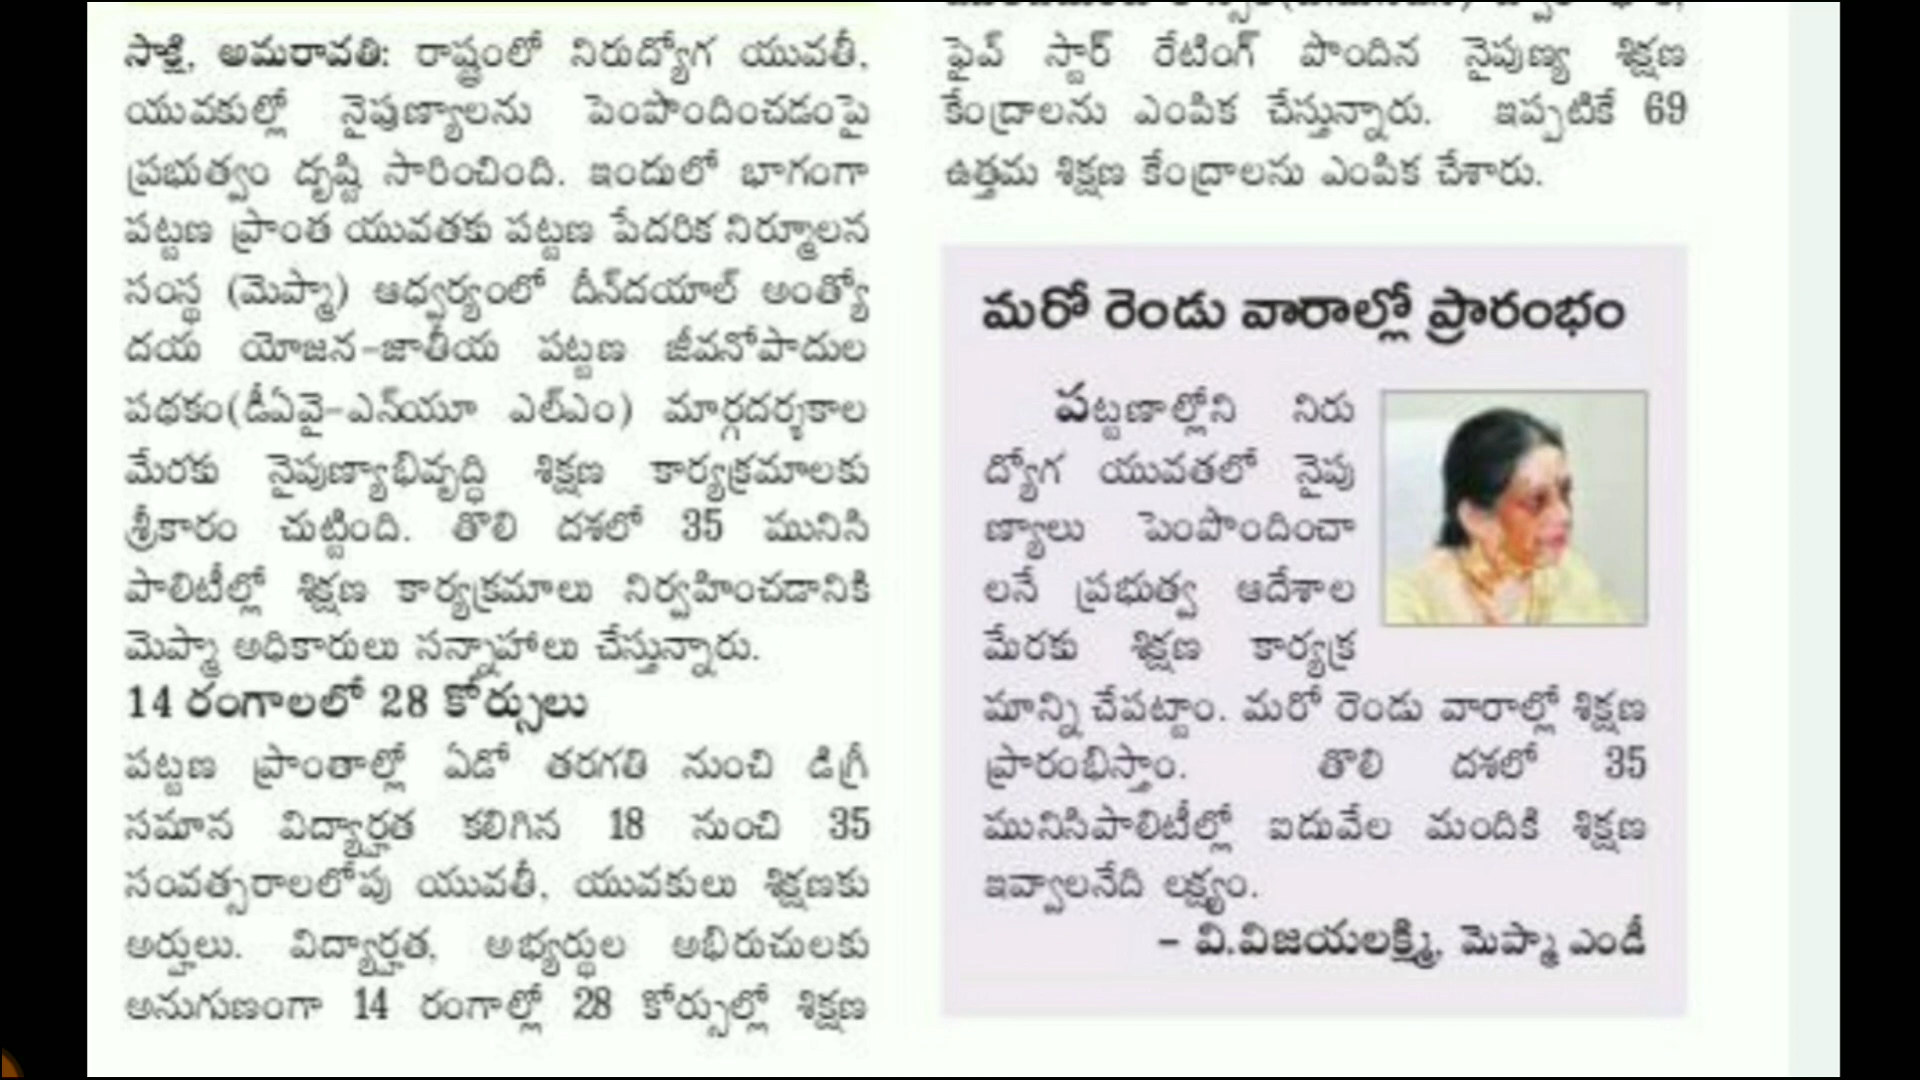 సాక్షి, అమరావతి: రాష్ట్రంలో నిరుద్యోగ యువతీ,
యువకుల్లో నైపుణ్యాలను పెంపొందించడంపై
ప్రభుత్వం దృష్టి సారించింది. ఇందులో భాగంగా
పట్టణ ప్రాంత యువతకు పట్టణ పేదరిక నిర్మూలన
సంస్థ (మెప్మా) ఆధ్వర్యంలో దీన్‌దయాల్ అంత్యో
దయ యోజన-జాతీయ పట్టణ జీవనోపాదుల
పథకం(డీఏవై-ఎన్‌యూ ఎల్ఎం) మార్గదర్శకాల
మేరకు నైపుణ్యాభివృద్ధి శిక్షణ కార్యక్రమాలకు
శ్రీకారం చుట్టింది. తొలి దశలో 35 మునిసి
పాలిటీల్లో శిక్షణ కార్యక్రమాలు నిర్వహించడానికి
మెప్మా అధికారులు సన్నాహాలు చేస్తున్నారు.
14 రంగాలలో 28 కోర్సులు
పట్టణ ప్రాంతాల్లో ఏడో తరగతి నుంచి డిగ్రీ
సమాన విద్యార్హత కలిగిన 18 నుంచి 35
సంవత్సరాలలోపు యువతీ, యువకులు శిక్షణకు
అర్హులు. విద్యార్హత, అభ్యర్థుల అభిరుచులకు
అనుగుణంగా 14 రంగాల్లో 28 కోర్సుల్లో శిక్షణ
ఫైవ్ స్టార్ రేటింగ్ పొందిన నైపుణ్య శిక్షణ
కేంద్రాలను ఎంపిక చేస్తున్నారు. ఇప్పటికే 69
ఉత్తమ శిక్షణ కేంద్రాలను ఎంపిక చేశారు.
మరో రెండు వారాల్లో ప్రారంభం
పట్టణాల్లోని నిరు
ద్యోగ యువతలో నైపు
ణ్యాలు పెంపొందించా
లనే ప్రభుత్వ ఆదేశాల
మేరకు శిక్షణ కార్యక్ర
మాన్ని చేపట్టాం. మరో రెండు వారాల్లో శిక్షణ
ప్రారంభిస్తాం. తొలి దశలో 35
మునిసిపాలిటీల్లో ఐదువేల మందికి శిక్షణ
ఇవ్వాలనేది లక్ష్యం.
- వి.విజయలక్ష్మి, మెప్మా ఎండీ